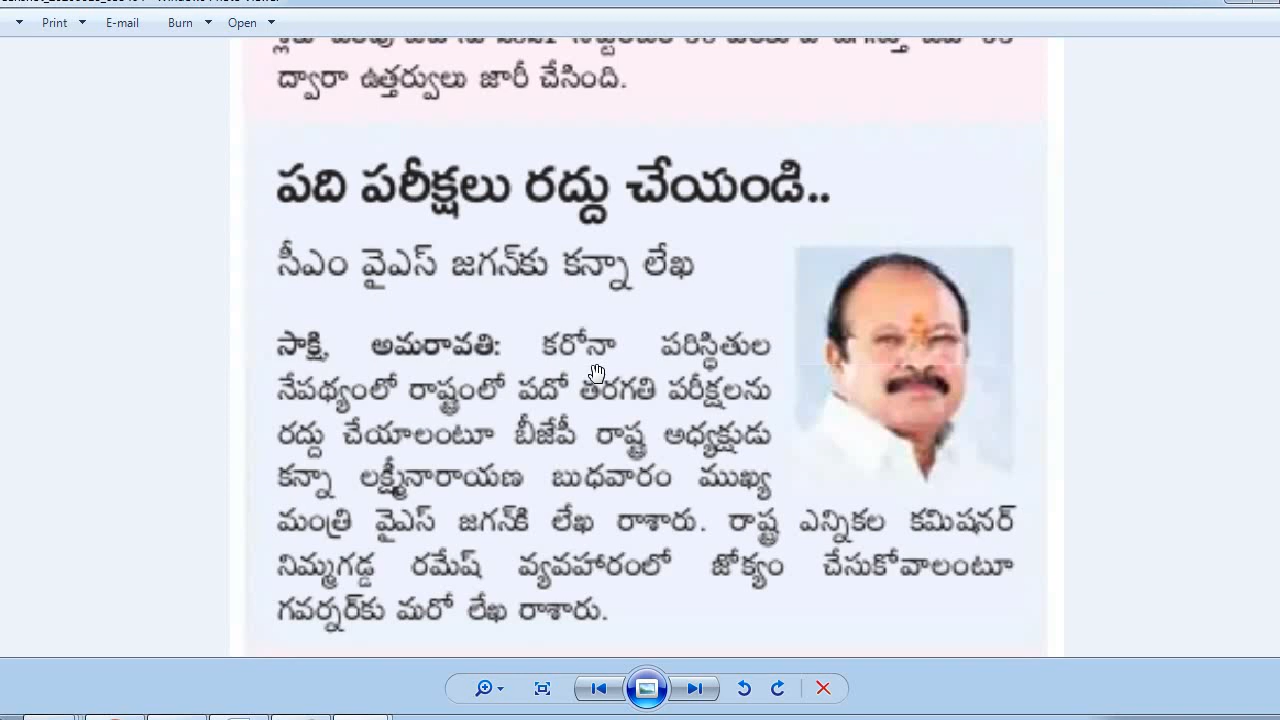 Print
E-mail
Burn
Open
ద్వారా ఉత్తర్వులు జారీ చేసింది.
పది పరీక్షలు రద్దు చేయండి..
సీఎం వైఎస్ జగన్‌కు కన్నా లేఖ
సాక్షి, అమరావతి: కరోనా పరిస్థితుల
నేపథ్యంలో రాష్ట్రంలో పదో తరగతి పరీక్షలను
రద్దు చేయాలంటూ బీజేపీ రాష్ట్ర అధ్యక్షుడు
కన్నా లక్ష్మీనారాయణ బుధవారం ముఖ్య
మంత్రి వైఎస్ జగన్‌కి లేఖ రాశారు. రాష్ట్ర ఎన్నికల కమిషనర్
నిమ్మగడ్డ రమేష్ వ్యవహారంలో జోక్యం చేసుకోవాలంటూ
గవర్నర్‌కు మరో లేఖ రాశారు.